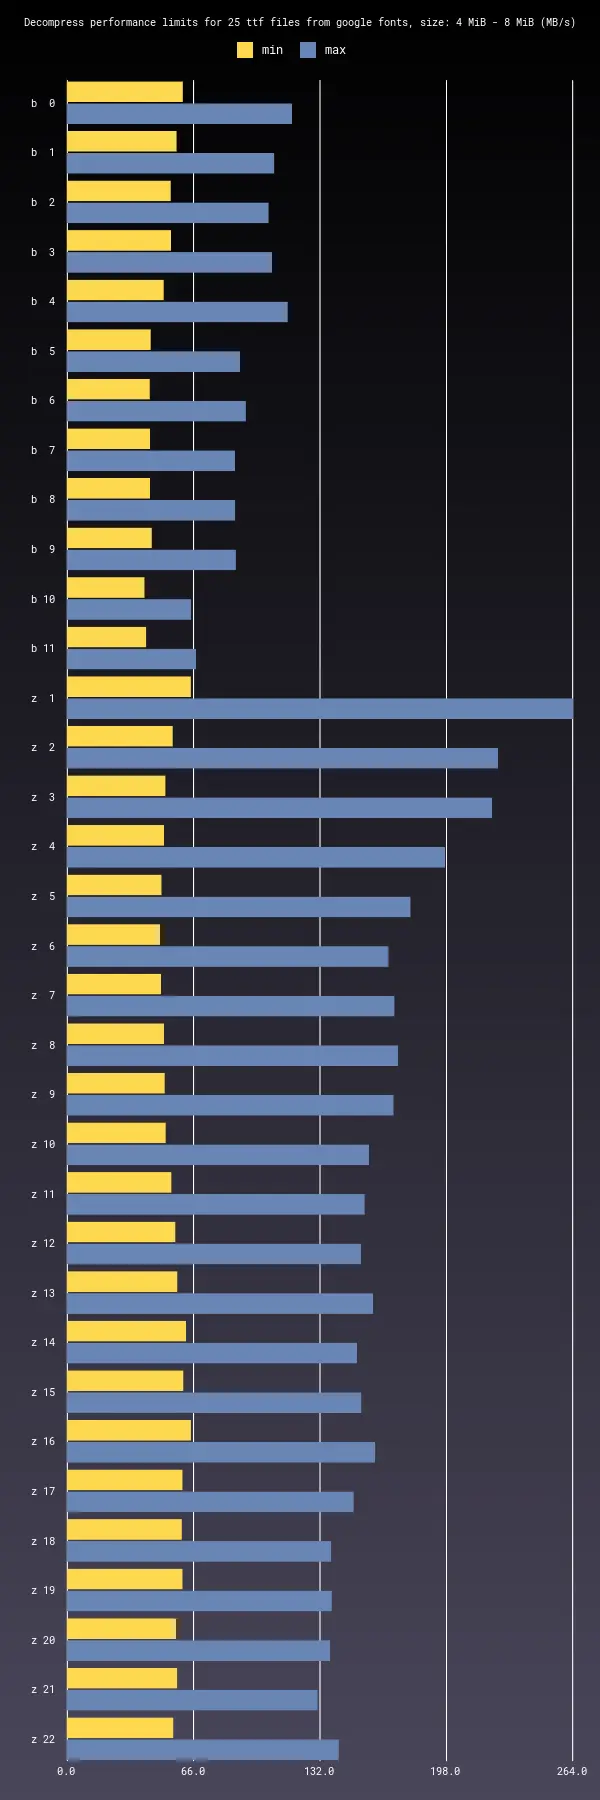 Decompress performance limits for 25 ttf files from google fonts, size: 4 MiB - 8 MiB (MB/s)
min max
b 0
b 1
b 2
b 3
b 4
b 5
b 6
b 7
b 8
b 9
b 10
b 11
z 1
z 2
z 3
z 4
z 5
z 6
z 7
z 8
z 9
z 10
z 11
z 12
z 13
z 14
z 15
z 16
z 17
z 18
z 19
z 20
z 21
z 22
0.0 66.0 132.0 198.0 264.0